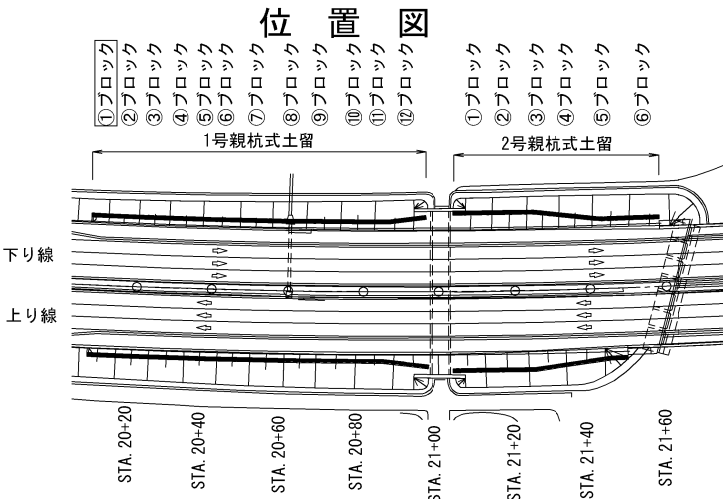 位置図
①ブロック
②ブロック
③ブロック
④ブロック
⑤ブロック
⑥ブロック
⑦ブロック
⑧ブロック
⑨ブロック
⑩ブロック
⑪ブロック
⑫ブロック
①ブロック
②ブロック
③ブロック
④ブロック
⑤ブロック
⑥ブロック
1号親杭式土留
2号親杭式土留
下り線
上り線
STA. 20+20
STA. 20+40
STA. 20+60
STA. 20+80
STA. 21+00
STA. 21+20
STA. 21+40
STA. 21+60